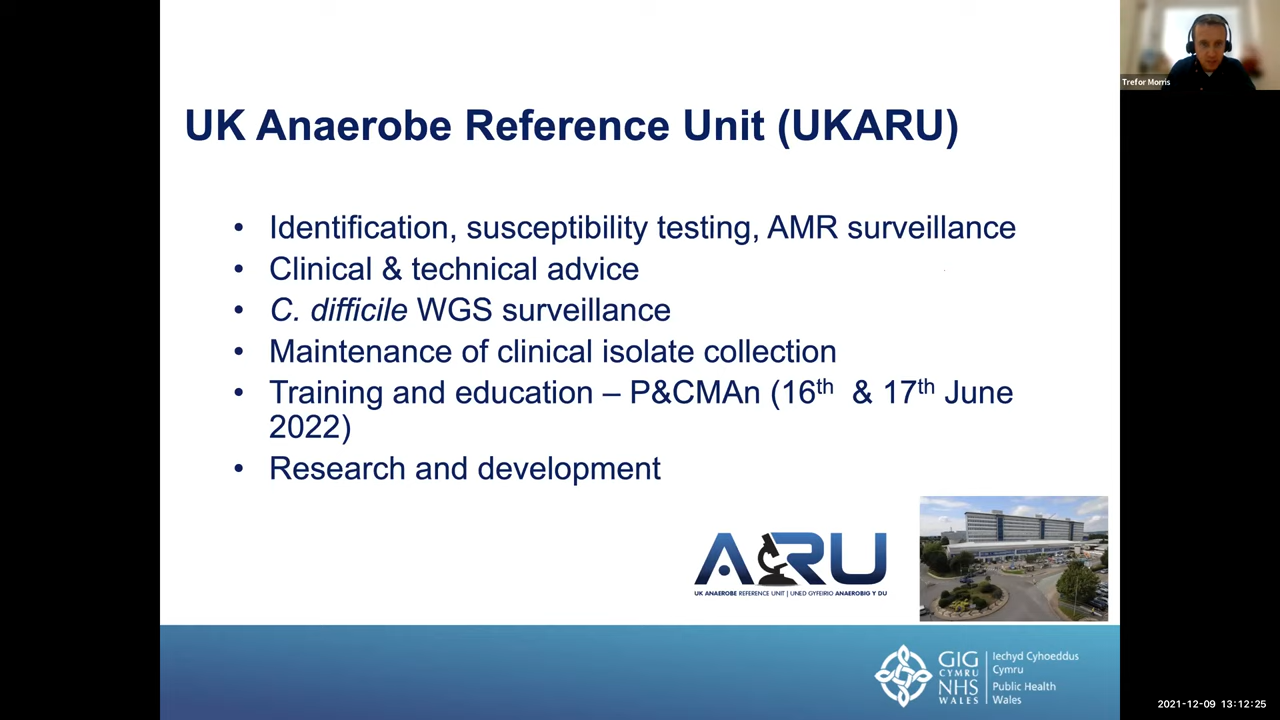 Trefor Morris
UK Anaerobe Reference Unit (UKARU)
• Identification, susceptibility testing, AMR surveillance
• Clinical & technical advice
• C. difficile WGS surveillance
• Maintenance of clinical isolate collection
• Training and education – P&CMAn (16th & 17th June
2022)
• Research and development
ARU
UK ANAEROBE REFERENCE UNIT | UNED GYFEIRIO ANAEROBIG Y DU
GIG
CYMRU
NHS
WALES
Iechyd Cyhoeddus
Cymru
Public Health
Wales
2021-12-09 13:12:25